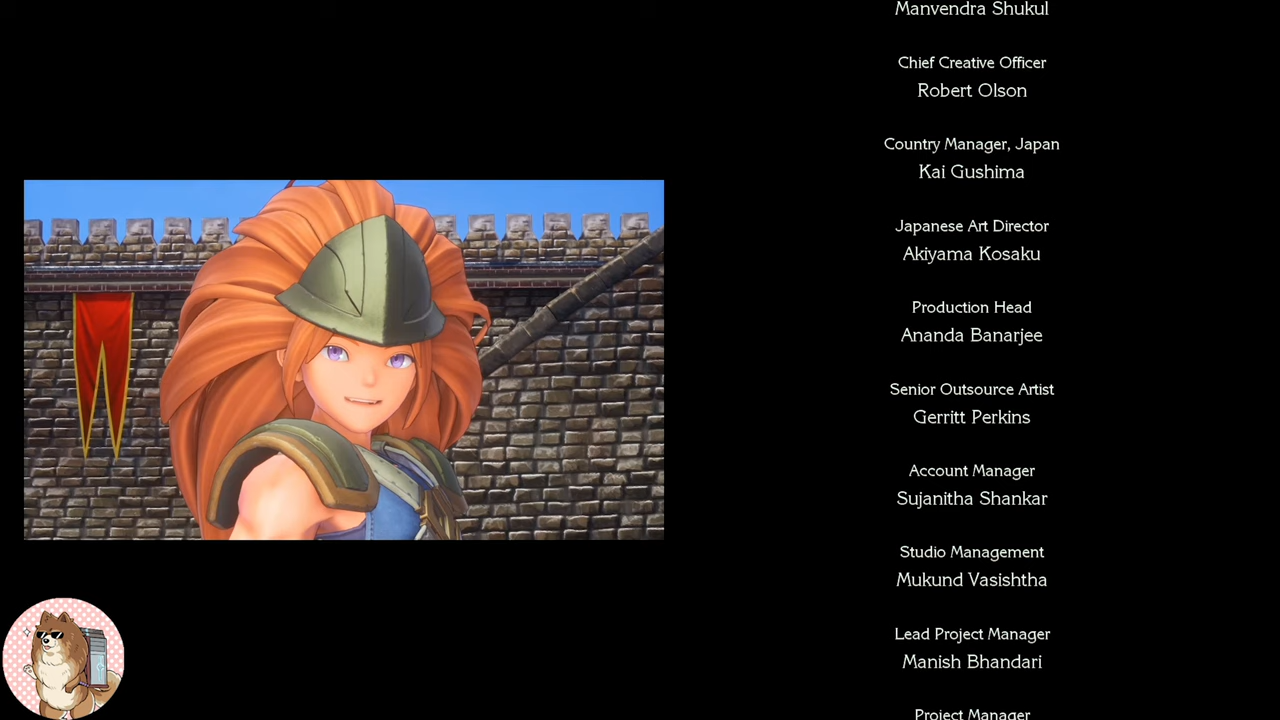 Manvendra Shukul
Chief Creative Officer
Robert Olson
Country Manager, Japan
Kai Gushima
Japanese Art Director
Akiyama Kosaku
Production Head
Ananda Banarjee
Senior Outsource Artist
Gerritt Perkins
Account Manager
Sujanitha Shankar
Studio Management
Mukund Vasishtha
Lead Project Manager
Manish Bhandari
Project Manager